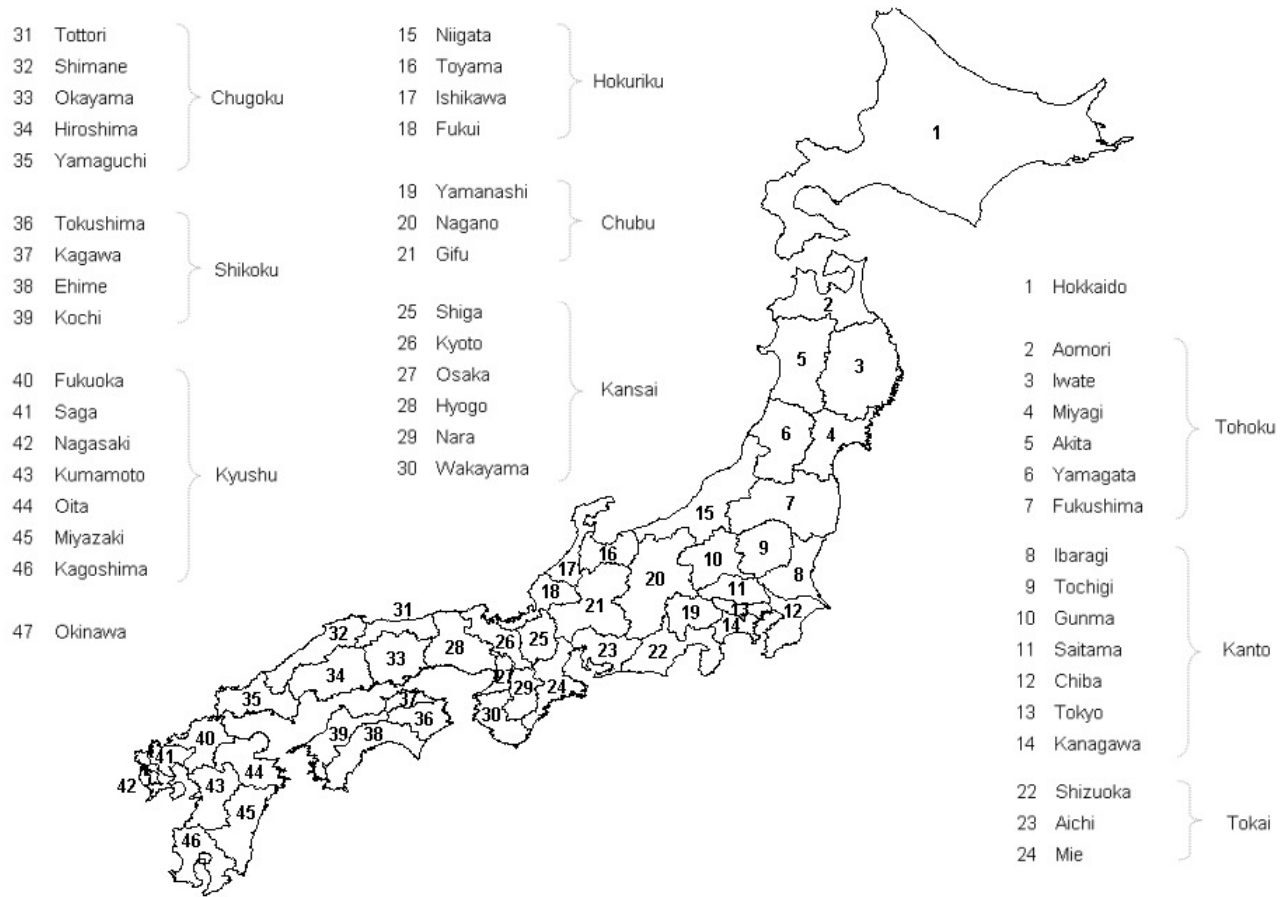 31 Tottori
32 Shimane
33 Okayama
34 Hiroshima
35 Yamaguchi
Chugoku
36 Tokushima
37 Kagawa
38 Ehime
39 Kochi
Shikoku
40 Fukuoka
41 Saga
42 Nagasaki
43 Kumamoto
44 Oita
45 Miyazaki
46 Kagoshima
Kyushu
47 Okinawa
15 Niigata
16 Toyama
17 Ishikawa
18 Fukui
Hokuriku
19 Yamanashi
20 Nagano
21 Gifu
Chubu
25 Shiga
26 Kyoto
27 Osaka
28 Hyogo
29 Nara
30 Wakayama
Kansai
1 Hokkaido
2 Aomori
3 Iwate
4 Miyagi
5 Akita
6 Yamagata
7 Fukushima
Tohoku
8 Ibaragi
9 Tochigi
10 Gunma
11 Saitama
12 Chiba
13 Tokyo
14 Kanagawa
Kanto
22 Shizuoka
23 Aichi
24 Mie
Tokai
1
2
5
3
6
4
7
15
9
16
10
8
17
20
11
18
21
19
13
12
14
31
32
28
26
25
23
22
33
34
27
29
24
35
37
30
36
40
39
38
41
44
42
43
45
46